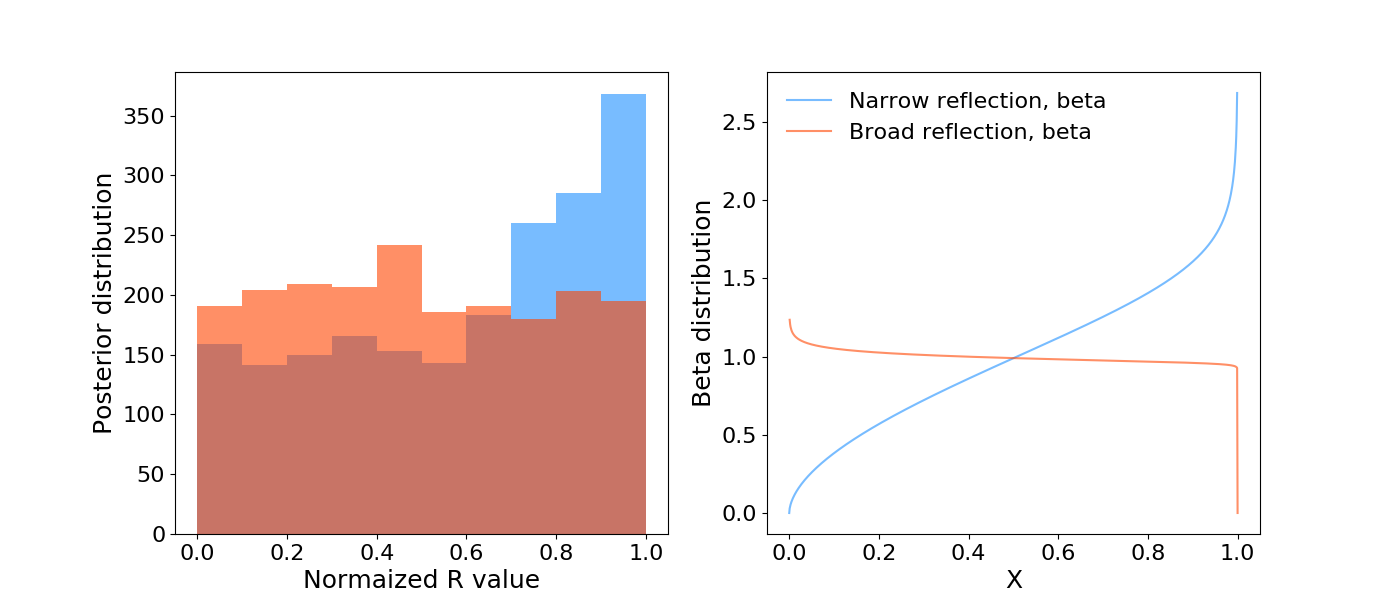 Posterior distribution
350
300
250
200
150
100
50
0
0.0 0.2 0.4 0.6 0.8 1.0
Normaized R value
Beta distribution
2.5
2.0
1.5
1.0
0.5
0.0
Narrow reflection, beta
Broad reflection, beta
0.0 0.2 0.4 0.6 0.8 1.0
X